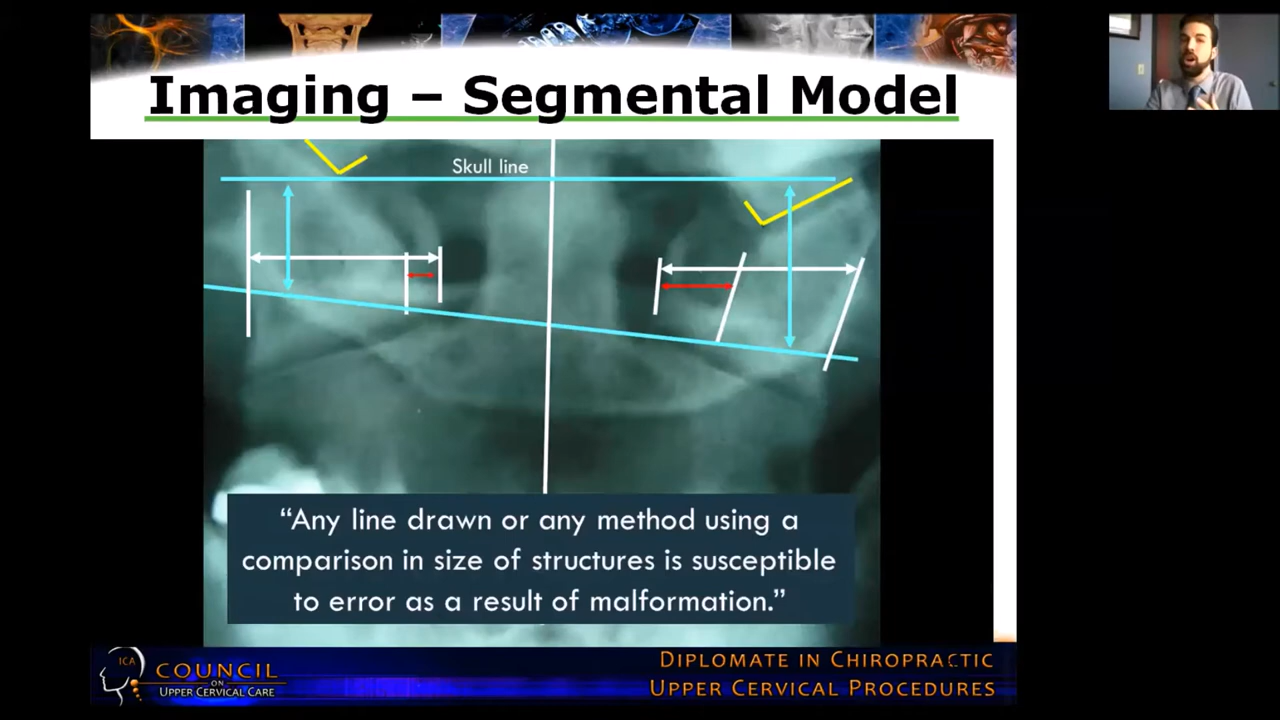 Imaging – Segmental Model
Skull line
“Any line drawn or any method using a
comparison in size of structures is susceptible
to error as a result of malformation.”
ICA
COUNCIL
ON
UPPER CERVICAL CARE
DIPLOMATE IN CHIROPRACTIC
UPPER CERVICAL PROCEDURES